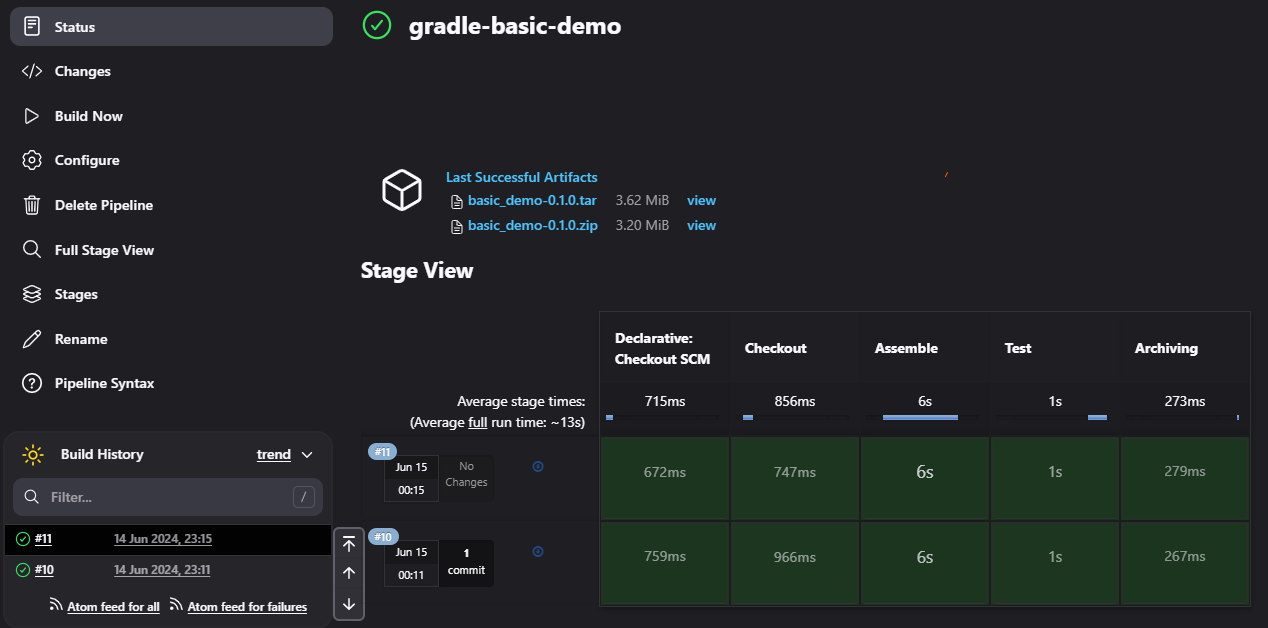 Status
Changes
Build Now
Configure
Delete Pipeline
Full Stage View
Stages
Rename
Pipeline Syntax
Build History trend
Filter... /
#11 14 Jun 2024, 23:15
#10 14 Jun 2024, 23:11
Atom feed for all Atom feed for failures
gradle-basic-demo
Last Successful Artifacts
basic_demo-0.1.0.tar 3.62 MiB view
basic_demo-0.1.0.zip 3.20 MiB view
Stage View
Declarative:
Checkout SCM Checkout Assemble Test Archiving
Average stage times: 715ms 856ms 6s 1s 273ms
(Average full run time: ~13s)
#11
Jun 15 No
00:15 Changes
672ms 747ms 6s 1s 279ms
#10
Jun 15 1
00:11 commit
759ms 966ms 6s 1s 267ms